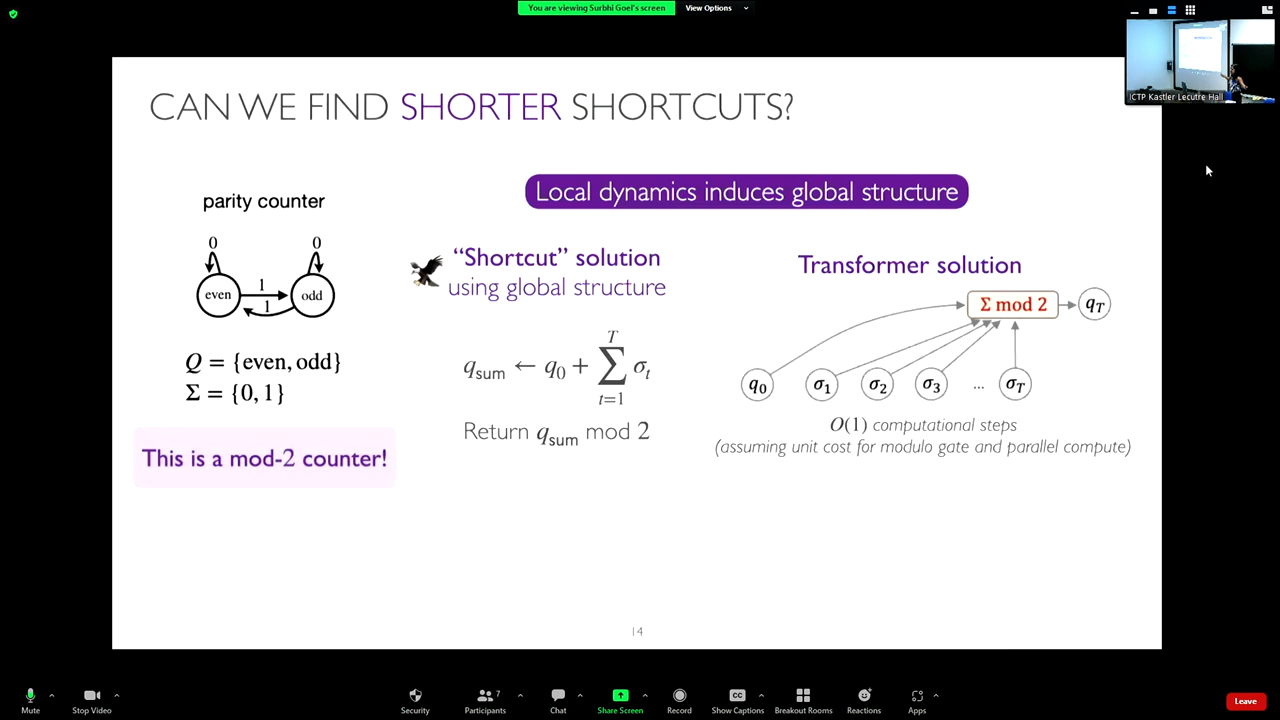 You are viewing Surbhi Goel's screen
View Options
ICTP Kastler Lecutre Hall
CAN WE FIND SHORTER SHORTCUTS?
Local dynamics induces global structure
parity counter
0
0
even
1
1
odd
Q = {even, odd}
Σ = {0, 1}
This is a mod-2 counter!
"Shortcut" solution
using global structure
q_sum ← q_0 + \sum_{t=1}^{T} σ_t
Return q_sum mod 2
Transformer solution
Σ mod 2
q_T
q_0
σ_1
σ_2
σ_3
...
σ_T
O(1) computational steps
(assuming unit cost for modulo gate and parallel compute)
14
Mute
Stop Video
Security
Participants
7
Chat
Share Screen
Record
Show Captions
Breakout Rooms
Reactions
Apps
Leave